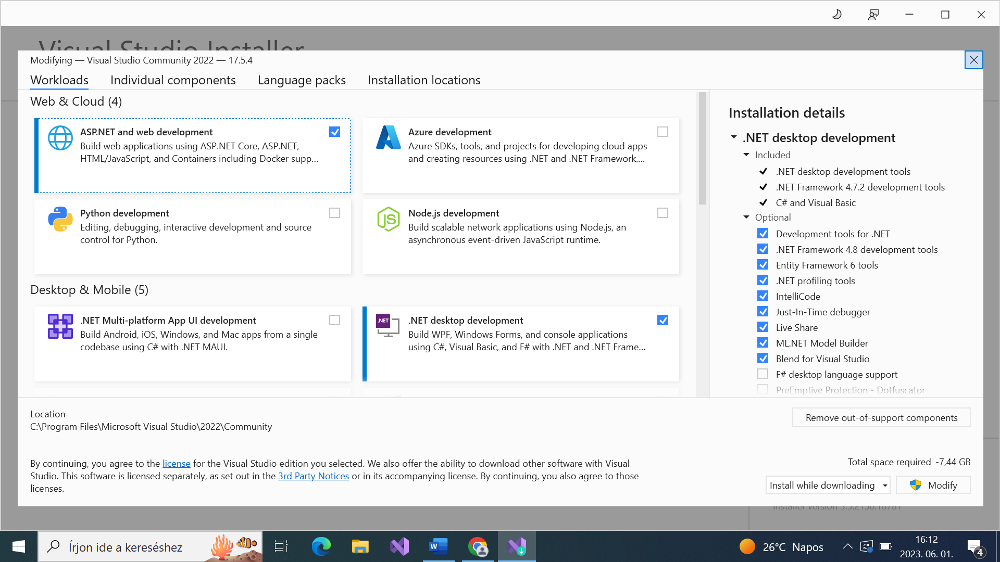 Visual Studio Installer
Modifying — Visual Studio Community 2022 — 17.5.4
Workloads
Individual components
Language packs
Installation locations
Web & Cloud (4)
ASP.NET and web development
Build web applications using ASP.NET Core, ASP.NET,
HTML/JavaScript, and Containers including Docker supp...
Azure development
Azure SDKs, tools, and projects for developing cloud apps
and creating resources using .NET and .NET Framework....
Python development
Editing, debugging, interactive development and source
control for Python.
JS
Node.js development
Build scalable network applications using Node.js, an
asynchronous event-driven JavaScript runtime.
Desktop & Mobile (5)
.NET Multi-platform App UI development
Build Android, iOS, Windows, and Mac apps from a single
codebase using C# with .NET MAUI.
.NET
.NET desktop development
Build WPF, Windows Forms, and console applications
using C#, Visual Basic, and F# with .NET and .NET Frame...
Installation details
.NET desktop development
Included
.NET desktop development tools
.NET Framework 4.7.2 development tools
C# and Visual Basic
Optional
Development tools for .NET
.NET Framework 4.8 development tools
Entity Framework 6 tools
.NET profiling tools
IntelliCode
Just-In-Time debugger
Live Share
ML.NET Model Builder
Blend for Visual Studio
F# desktop language support
PreEmptive Protection - Dotfuscator
Location
C:\Program Files\Microsoft Visual Studio\2022\Community
Remove out-of-support components
By continuing, you agree to the license for the Visual Studio edition you selected. We also offer the ability to download other software with Visual
Studio. This software is licensed separately, as set out in the 3rd Party Notices or in its accompanying license. By continuing, you also agree to those
licenses.
Total space required -7,44 GB
Install while downloading
Modify
Installer version
Írjon ide a kereséshez
W
26°C Napos
16:12
2023. 06. 01.
4